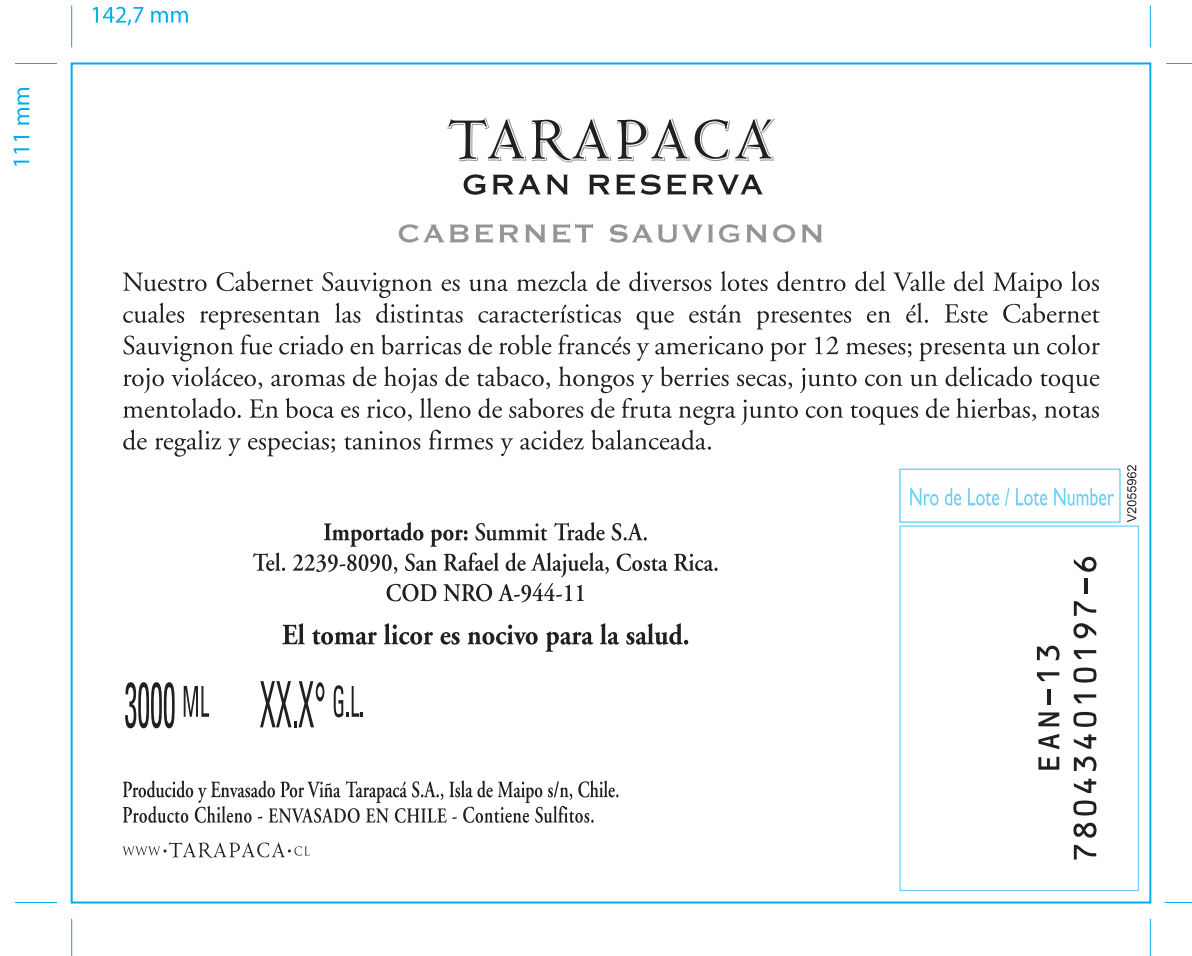 142,7 mm
111 mm
TARAPACÁ
GRAN RESERVA
CABERNET SAUVIGNON
Nuestro Cabernet Sauvignon es una mezcla de diversos lotes dentro del Valle del Maipo los
cuales representan las distintas características que están presentes en él. Este Cabernet
Sauvignon fue criado en barricas de roble francés y americano por 12 meses; presenta un color
rojo violáceo, aromas de hojas de tabaco, hongos y berries secas, junto con un delicado toque
mentolado. En boca es rico, lleno de sabores de fruta negra junto con toques de hierbas, notas
de regaliz y especias; taninos firmes y acidez balanceada.
Nro de Lote / Lote Number
V2055962
Importado por: Summit Trade S.A.
Tel. 2239-8090, San Rafael de Alajuela, Costa Rica.
COD NRO A-944-11
El tomar licor es nocivo para la salud.
3000 ML XX.X° G.L.
EAN-13
780434010197-6
Producido y Envasado Por Viña Tarapacá S.A., Isla de Maipo s/n, Chile.
Producto Chileno - ENVASADO EN CHILE - Contiene Sulfitos.
WWW·TARAPACA·CL